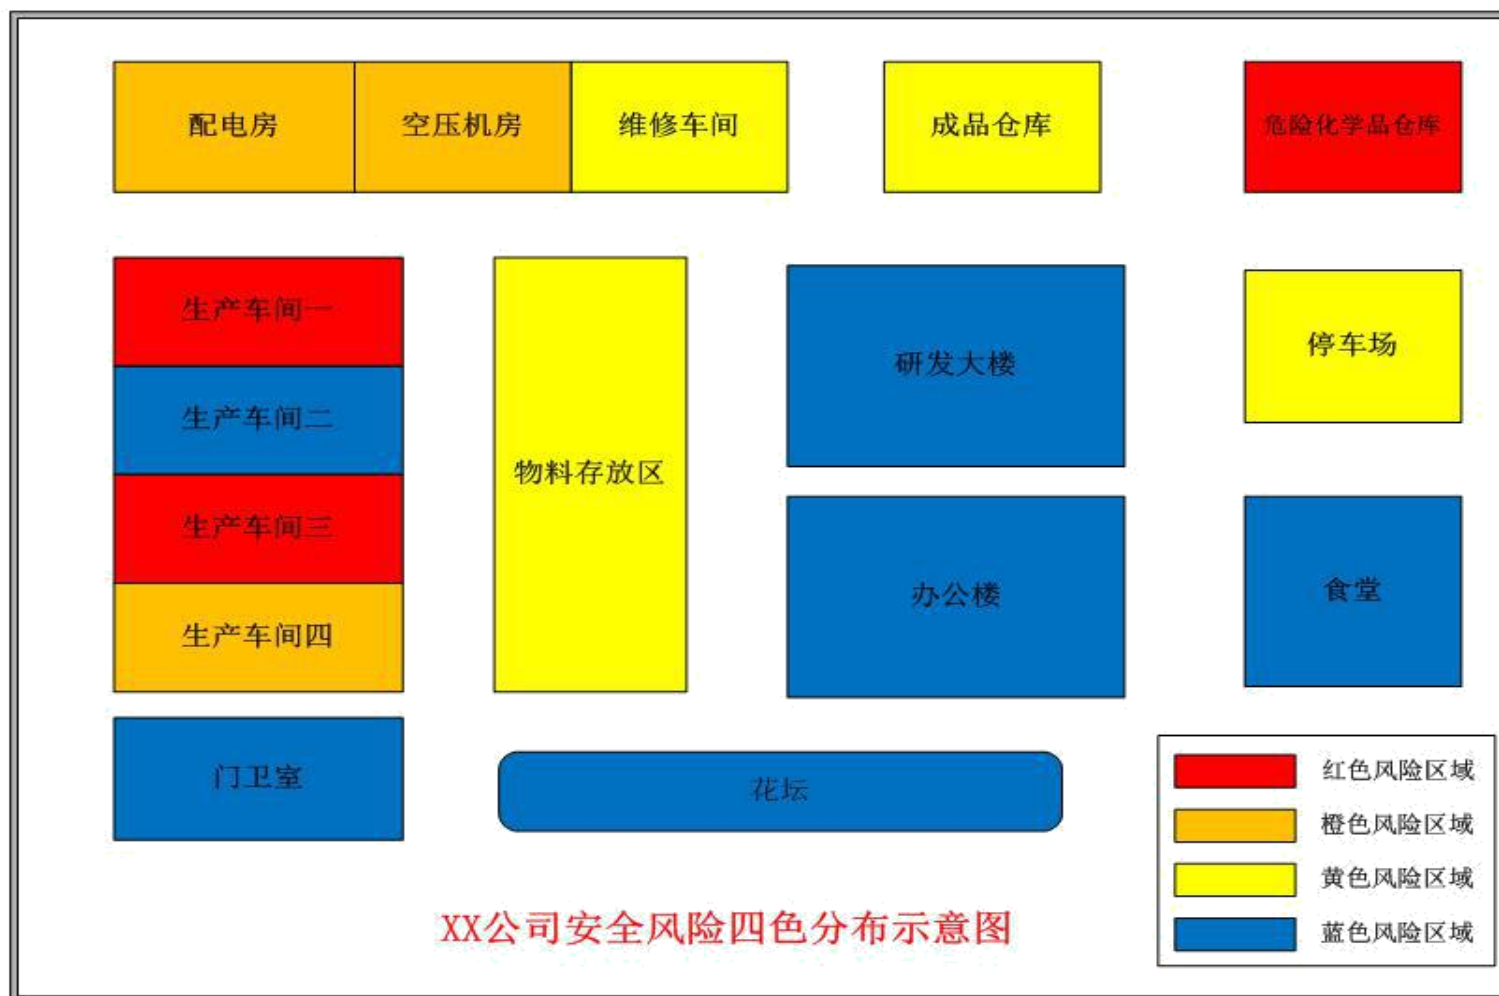 配电房
空压机房
维修车间
成品仓库
危险化学品仓库
生产车间一
生产车间二
生产车间三
生产车间四
物料存放区
研发大楼
停车场
办公楼
食堂
门卫室
花坛
红色风险区域
橙色风险区域
黄色风险区域
蓝色风险区域
XX公司安全风险四色分布示意图